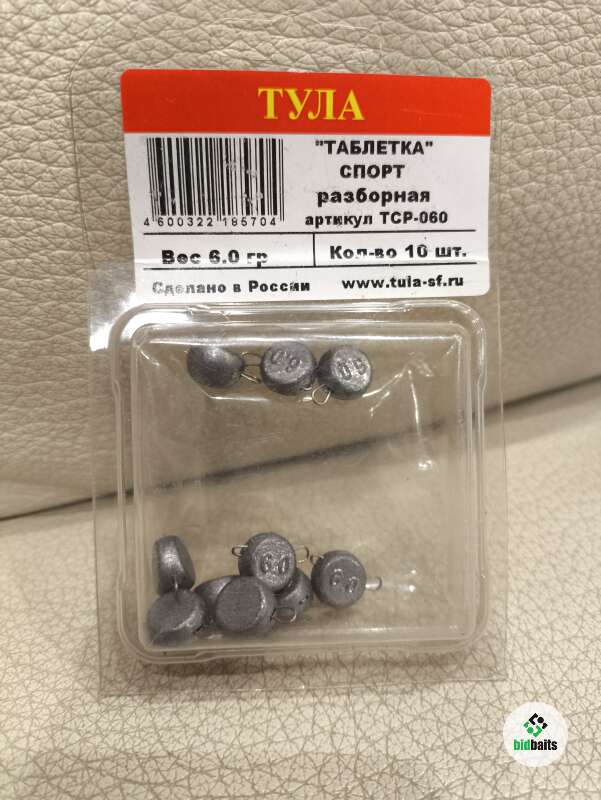 ТУЛА
"ТАБЛЕТКА"
СПОРТ
разборная
артикул ТСР-060
4 600322 185704
Вес 6.0 гр
Кол-во 10 шт.
Сделано в России
www.tula-sf.ru
6.0
6.0
6.0
6.0
bidbaits